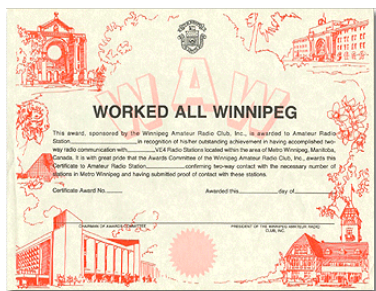 WAW
WORKED ALL WINNIPEG
This award, sponsored by the Winnipeg Amateur Radio Club, Inc., is awarded to Amateur Radio
Station in recognition of his/her outstanding achievement in having accomplished two-
way radio communication with VE4 Radio Stations located within the area of Metro Winnipeg, Manitoba,
Canada. It is with great pride that the Awards Committee of the Winnipeg Amateur Radio Club, Inc., awards this
Certificate to Amateur Radio Station confirming two-way contact with the necessary number of
stations in Metro Winnipeg and having submitted proof of contact with these stations.
Certificate Award No. Awarded this day of
CHAIRMAN OF AWARDS COMMITTEE PRESIDENT OF THE WINNIPEG AMATEUR RADIO
CLUB, INC.